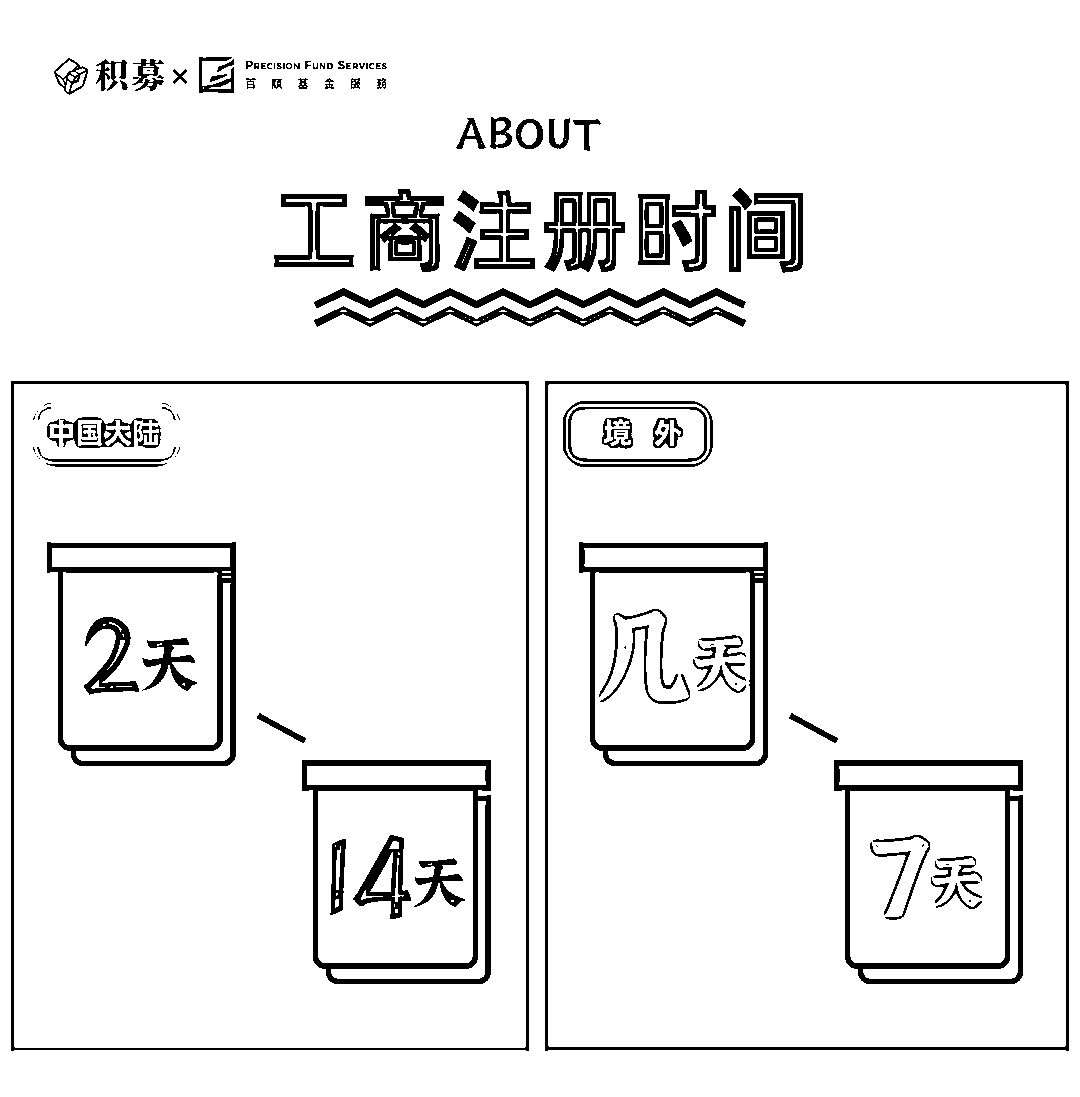 积募 × PRECISION FUND SERVICES
百顺基金服務
ABOUT
工商注册时间
中国大陆
2天
14天
境外
几天
7天